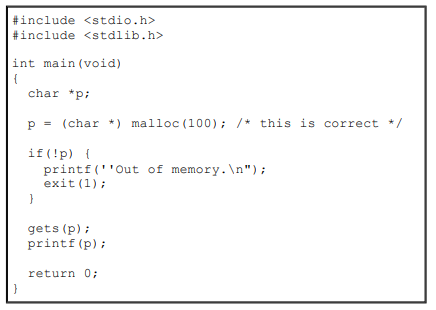 #include <stdio.h>
#include <stdlib.h>
int main(void)
{
char *p;
p = (char *) malloc(100); /* this is correct */
if(!p) {
printf(''Out of memory.\n");
exit(1);
}
gets(p);
printf(p);
return 0;
}